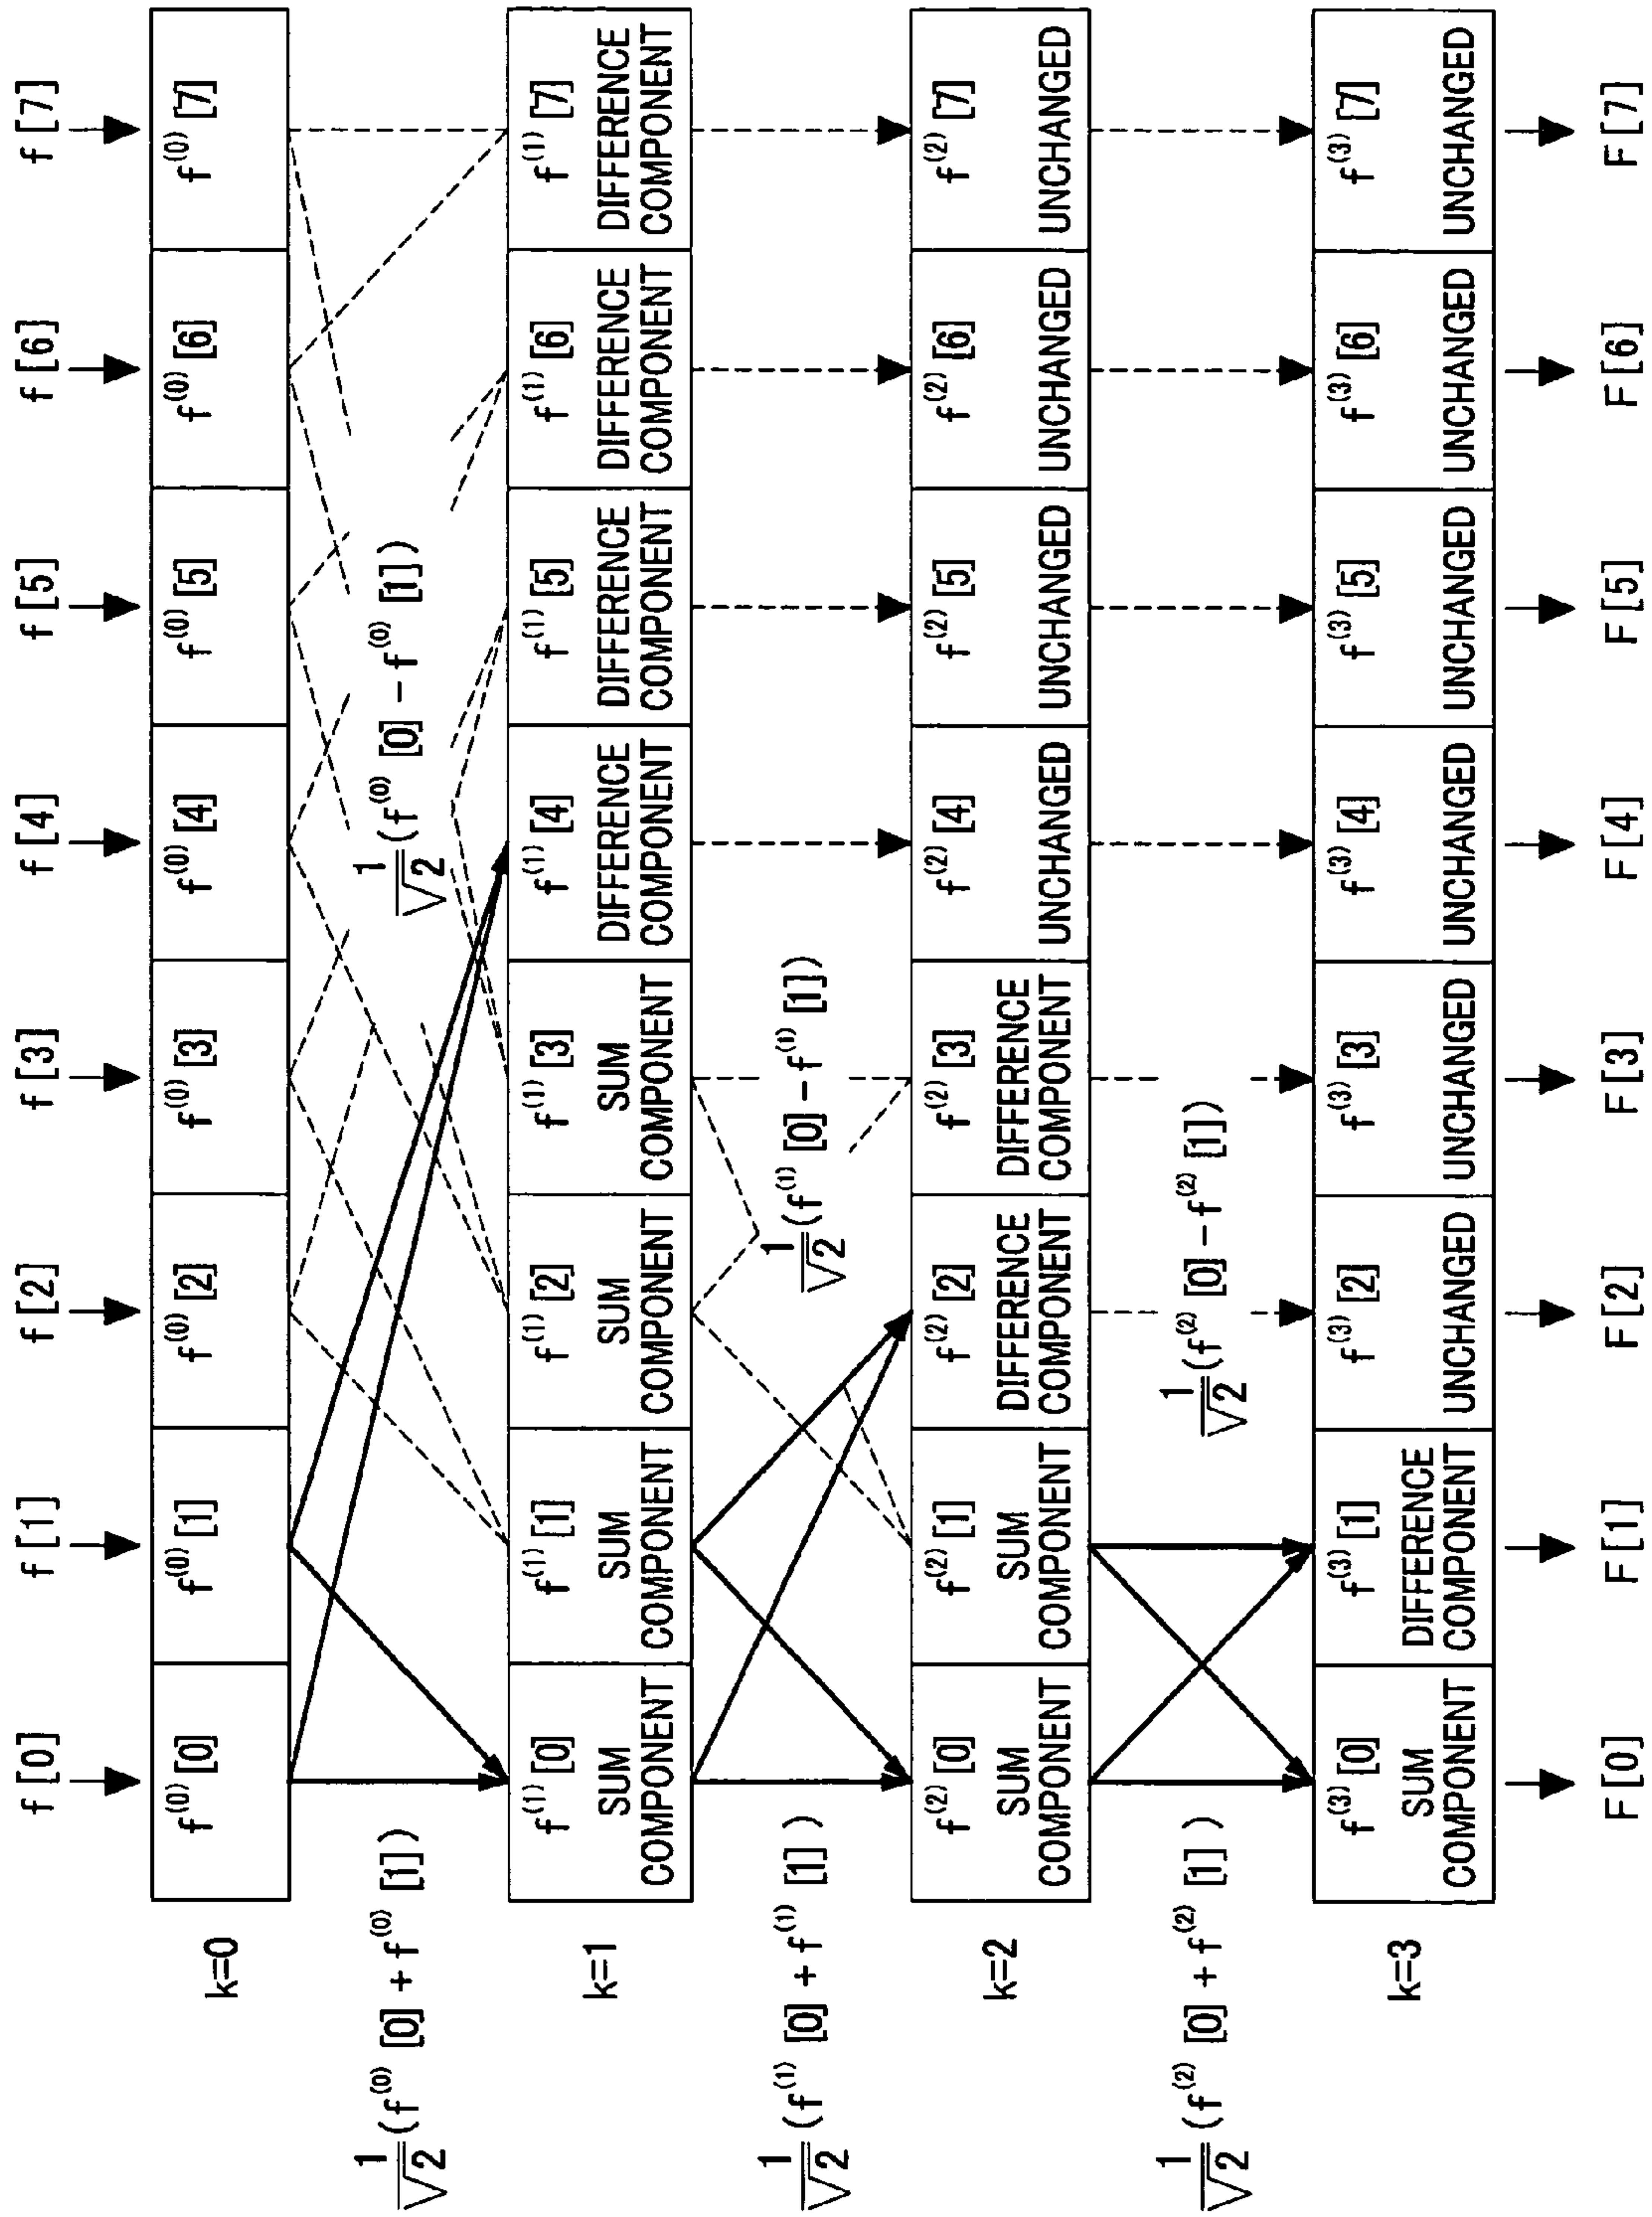 f[0] f[1] f[2] f[3] f[4] f[5] f[6] f[7]
k=0
f⁽⁰⁾ [0] f⁽⁰⁾ [1] f⁽⁰⁾ [2] f⁽⁰⁾ [3] f⁽⁰⁾ [4] f⁽⁰⁾ [5] f⁽⁰⁾ [6] f⁽⁰⁾ [7]
1/√2 (f⁽⁰⁾ [0] + f⁽⁰⁾ [1])
1/√2 (f⁽⁰⁾ [0] − f⁽⁰⁾ [1])
k=1
f⁽¹⁾ [0] f⁽¹⁾ [1] f⁽¹⁾ [2] f⁽¹⁾ [3] f⁽¹⁾ [4] f⁽¹⁾ [5] f⁽¹⁾ [6] f⁽¹⁾ [7]
SUM SUM SUM SUM DIFFERENCE DIFFERENCE DIFFERENCE DIFFERENCE
COMPONENT COMPONENT COMPONENT COMPONENT COMPONENT COMPONENT COMPONENT COMPONENT
1/√2 (f⁽¹⁾ [0] + f⁽¹⁾ [1])
1/√2 (f⁽¹⁾ [0] − f⁽¹⁾ [1])
k=2
f⁽²⁾ [0] f⁽²⁾ [1] f⁽²⁾ [2] f⁽²⁾ [3] f⁽²⁾ [4] f⁽²⁾ [5] f⁽²⁾ [6] f⁽²⁾ [7]
SUM SUM DIFFERENCE DIFFERENCE
COMPONENT COMPONENT COMPONENT COMPONENT UNCHANGED UNCHANGED UNCHANGED UNCHANGED
1/√2 (f⁽²⁾ [0] + f⁽²⁾ [1])
1/√2 (f⁽²⁾ [0] − f⁽²⁾ [1])
k=3
f⁽³⁾ [0] f⁽³⁾ [1] f⁽³⁾ [2] f⁽³⁾ [3] f⁽³⁾ [4] f⁽³⁾ [5] f⁽³⁾ [6] f⁽³⁾ [7]
SUM DIFFERENCE
COMPONENT COMPONENT UNCHANGED UNCHANGED UNCHANGED UNCHANGED UNCHANGED UNCHANGED
F[0] F[1] F[2] F[3] F[4] F[5] F[6] F[7]